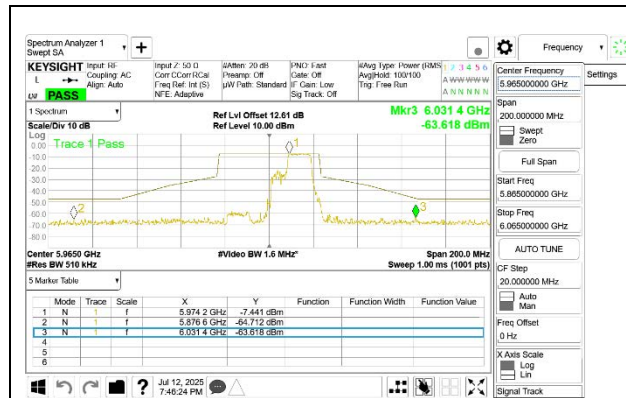 Spectrum Analyzer 1
Swept SA
Frequency
KEYSIGHT Input: RF
Coupling: AC
Align: Auto
Input Z: 50 Ω
Corr CCorr RCal
Freq Ref: Int (S)
NFE: Adaptive
#Atten: 20 dB
Preamp: Off
µW Path: Standard
PNO: Fast
Gate: Off
IF Gain: Low
Sig Track: Off
#Avg Type: Power (RMS
Avg|Hold: 100/100
Trig: Free Run
1 2 3 4 5 6
A W W W W W
A N N N N N
L
PASS
1 Spectrum
Scale/Div 10 dB
Ref Lvl Offset 12.61 dB
Ref Level 10.00 dBm
Mkr3 6.031 4 GHz
-63.618 dBm
Log
Trace 1 Pass
0.00
-10.0
-20.0
-30.0
-40.0
-50.0
-60.0
-70.0
-80.0
1
2
3
Center 5.9650 GHz
#Res BW 510 kHz
#Video BW 1.6 MHz*
Span 200.0 MHz
Sweep 1.00 ms (1001 pts)
5 Marker Table
Mode Trace Scale X Y Function Function Width Function Value
1 N 1 f 5.974 2 GHz -7.441 dBm
2 N 1 f 5.876 6 GHz -64.712 dBm
3 N 1 f 6.031 4 GHz -63.618 dBm
4
5
6
Jul 12, 2025
7:46:24 PM
Center Frequency
5.965000000 GHz
Settings
Span
200.000000 MHz
Swept
Zero
Full Span
Start Freq
5.865000000 GHz
Stop Freq
6.065000000 GHz
AUTO TUNE
CF Step
20.000000 MHz
Auto
Man
Freq Offset
0 Hz
X Axis Scale
Log
Lin
Signal Track